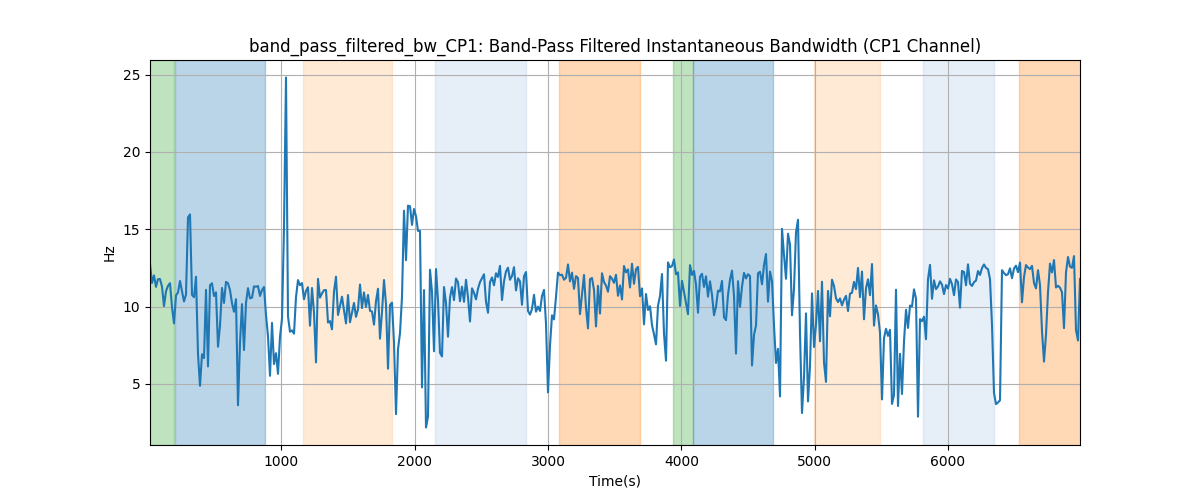 band_pass_filtered_bw_CP1: Band-Pass Filtered Instantaneous Bandwidth (CP1 Channel)
25
20
15
10
5
Hz
1000 2000 3000 4000 5000 6000
Time(s)